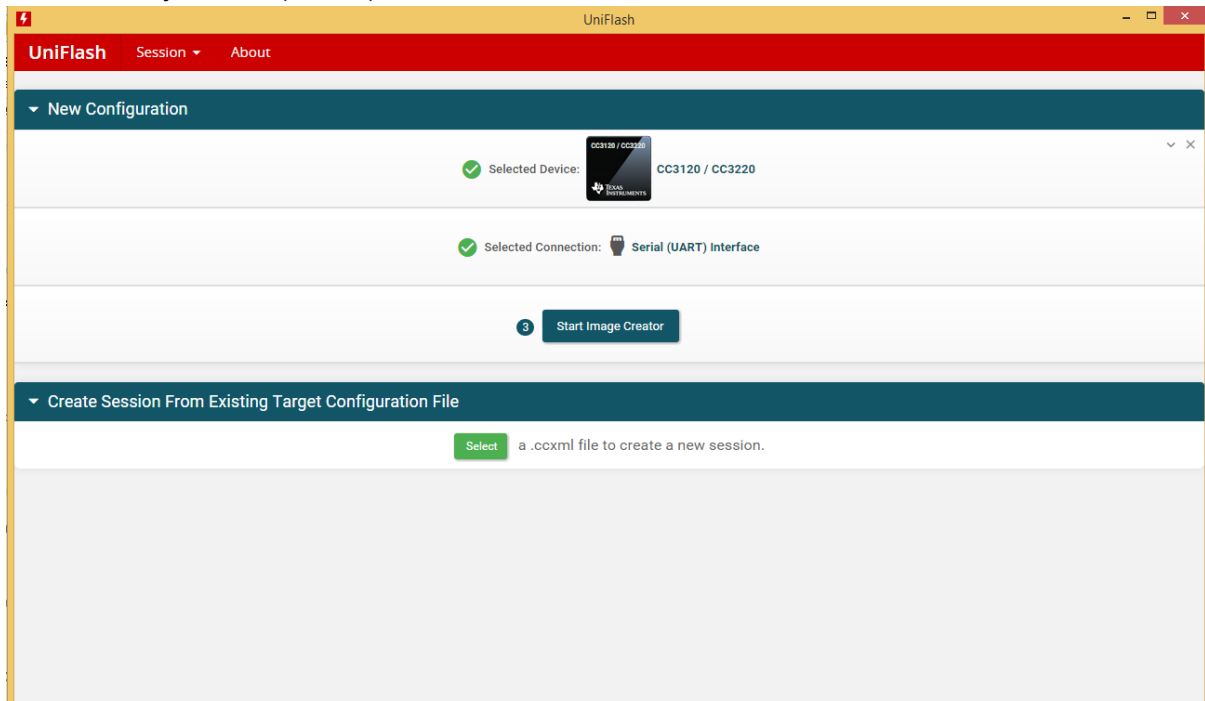 UniFlash
UniFlash Session About
New Configuration
Selected Device: CC3120 / CC3220 TEXAS INSTRUMENTS CC3120 / CC3220
Selected Connection: Serial (UART) Interface
3 Start Image Creator
Create Session From Existing Target Configuration File
Select a .ccxml file to create a new session.